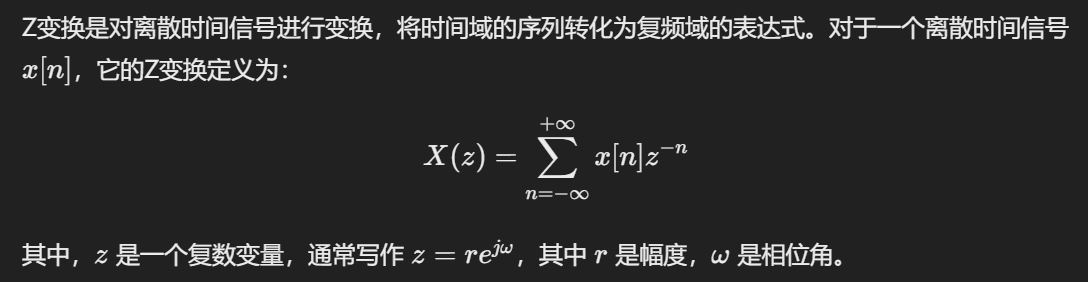 Z变换是对离散时间信号进行变换，将时间域的序列转化为复频域的表达式。对于一个离散时间信号
x[n]，它的Z变换定义为：
X(z) = \sum_{n=-\infty}^{+\infty} x[n]z^{-n}
其中，z 是一个复数变量，通常写作 z = re^{jω}，其中 r 是幅度，ω 是相位角。